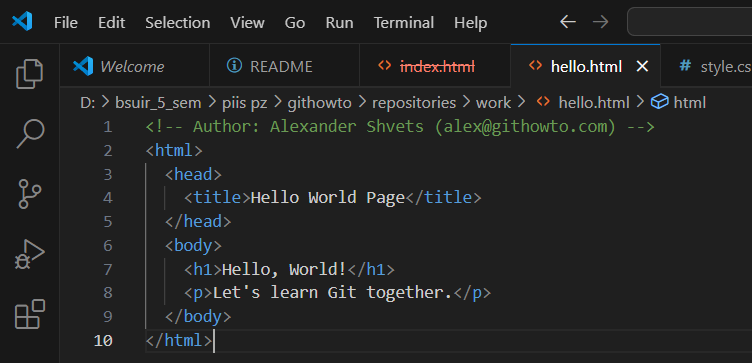 File Edit Selection View Go Run Terminal Help
Welcome README index.html hello.html style.cs
D: > bsuir_5_sem > piis pz > githowto > repositories > work > hello.html > html
1 <!-- Author: Alexander Shvets (alex@githowto.com) -->
2 <html>
3 <head>
4 <title>Hello World Page</title>
5 </head>
6 <body>
7 <h1>Hello, World!</h1>
8 <p>Let's learn Git together.</p>
9 </body>
10 </html>